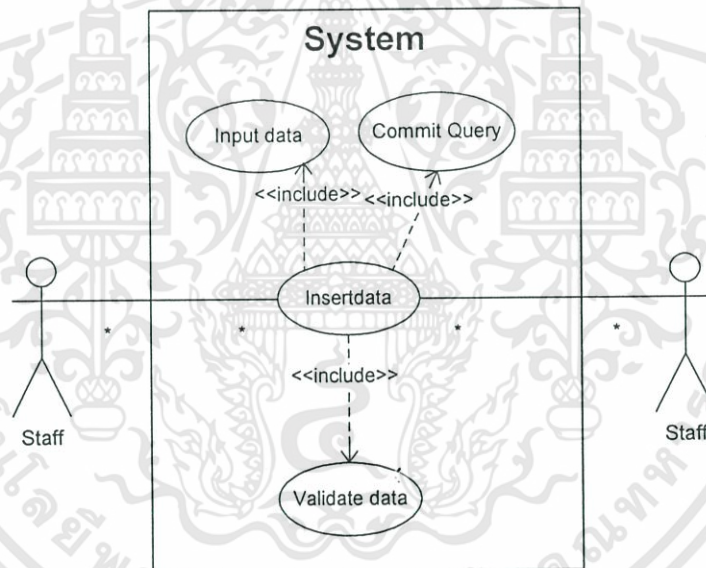 System
Input data
Commit Query
<<include>>
<<include>>
Insertdata
*
*
*
*
<<include>>
Staff
Staff
Validate data